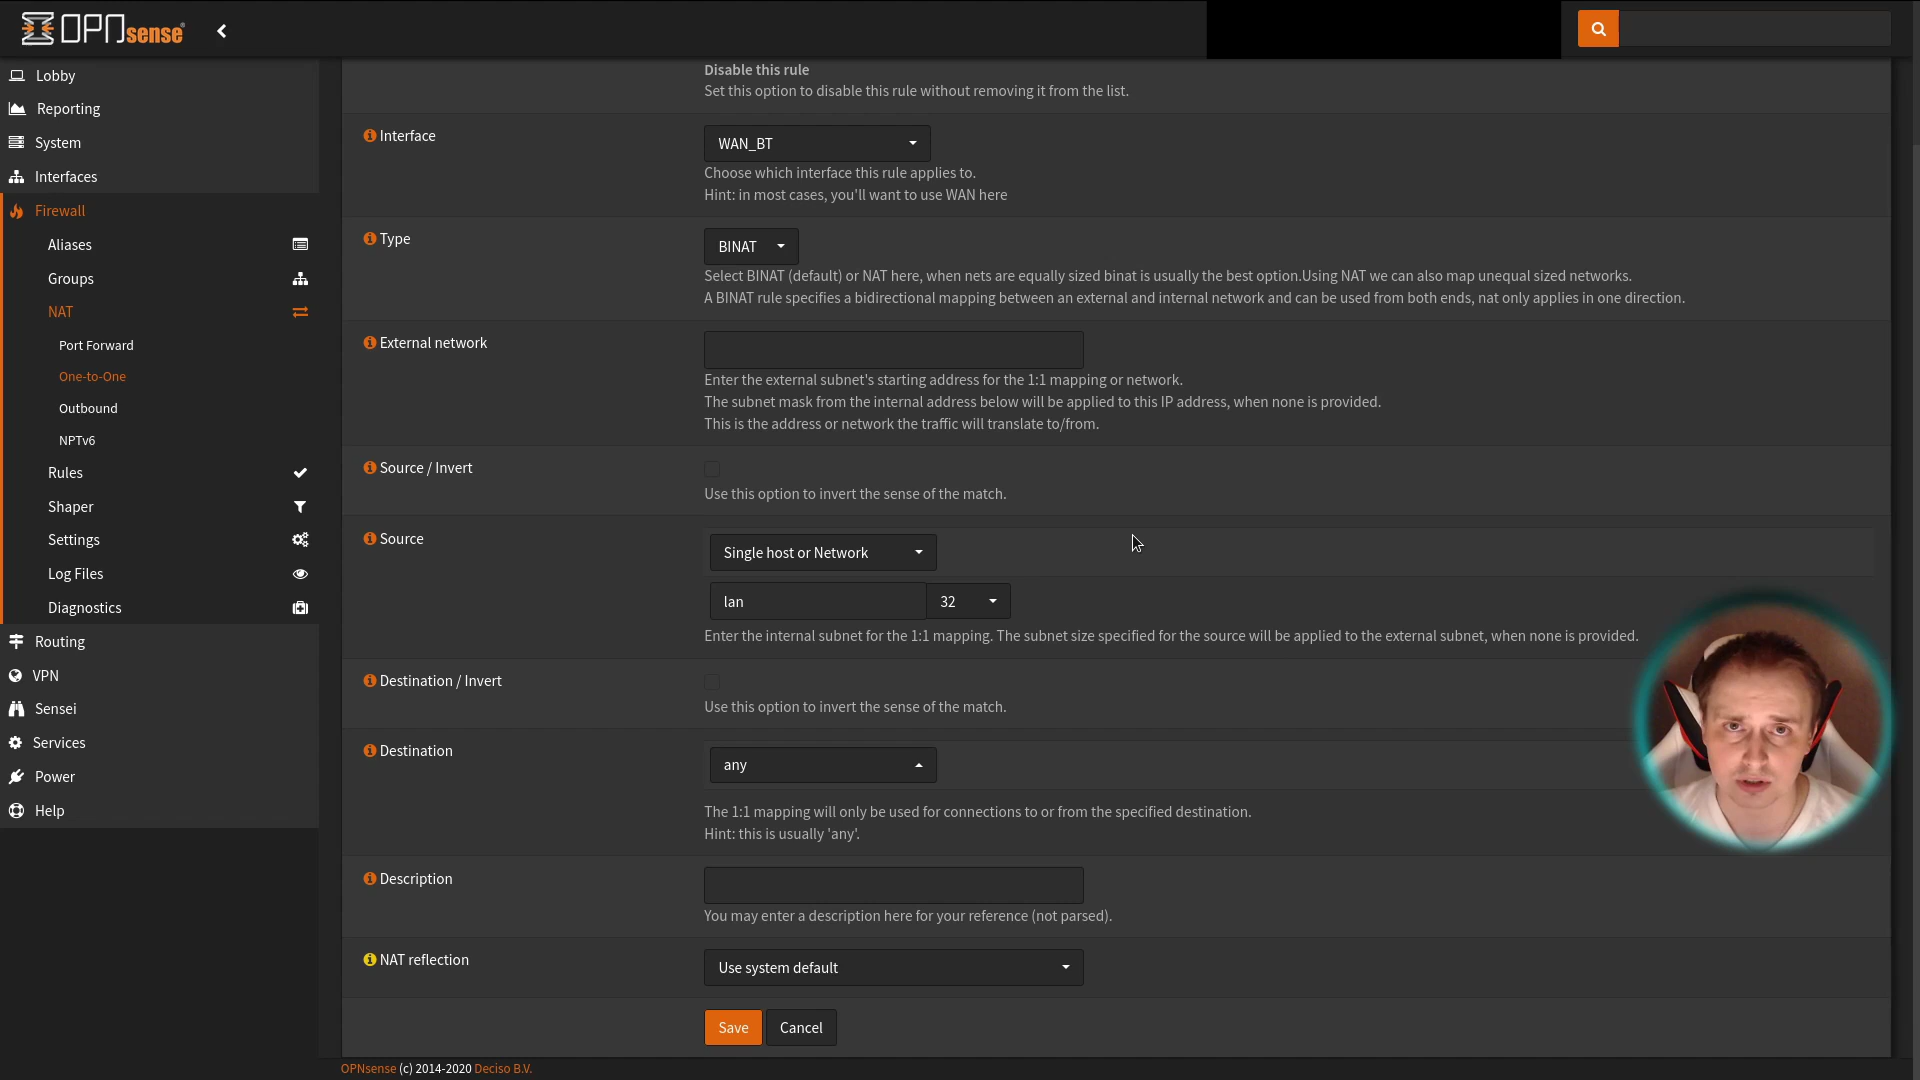 OPNsense
Lobby
Reporting
System
Interfaces
Firewall
Aliases
Groups
NAT
Port Forward
One-to-One
Outbound
NPTv6
Rules
Shaper
Settings
Log Files
Diagnostics
Routing
VPN
Sensei
Services
Power
Help
Disable this rule
Set this option to disable this rule without removing it from the list.
Interface
WAN_BT
Choose which interface this rule applies to.
Hint: in most cases, you'll want to use WAN here
Type
BINAT
Select BINAT (default) or NAT here, when nets are equally sized binat is usually the best option.Using NAT we can also map unequal sized networks.
A BINAT rule specifies a bidirectional mapping between an external and internal network and can be used from both ends, nat only applies in one direction.
External network
Enter the external subnet's starting address for the 1:1 mapping or network.
The subnet mask from the internal address below will be applied to this IP address, when none is provided.
This is the address or network the traffic will translate to/from.
Source / Invert
Use this option to invert the sense of the match.
Source
Single host or Network
lan 32
Enter the internal subnet for the 1:1 mapping. The subnet size specified for the source will be applied to the external subnet, when none is provided.
Destination / Invert
Use this option to invert the sense of the match.
Destination
any
The 1:1 mapping will only be used for connections to or from the specified destination.
Hint: this is usually 'any'.
Description
You may enter a description here for your reference (not parsed).
NAT reflection
Use system default
Save Cancel
OPNsense (c) 2014-2020 Deciso B.V.